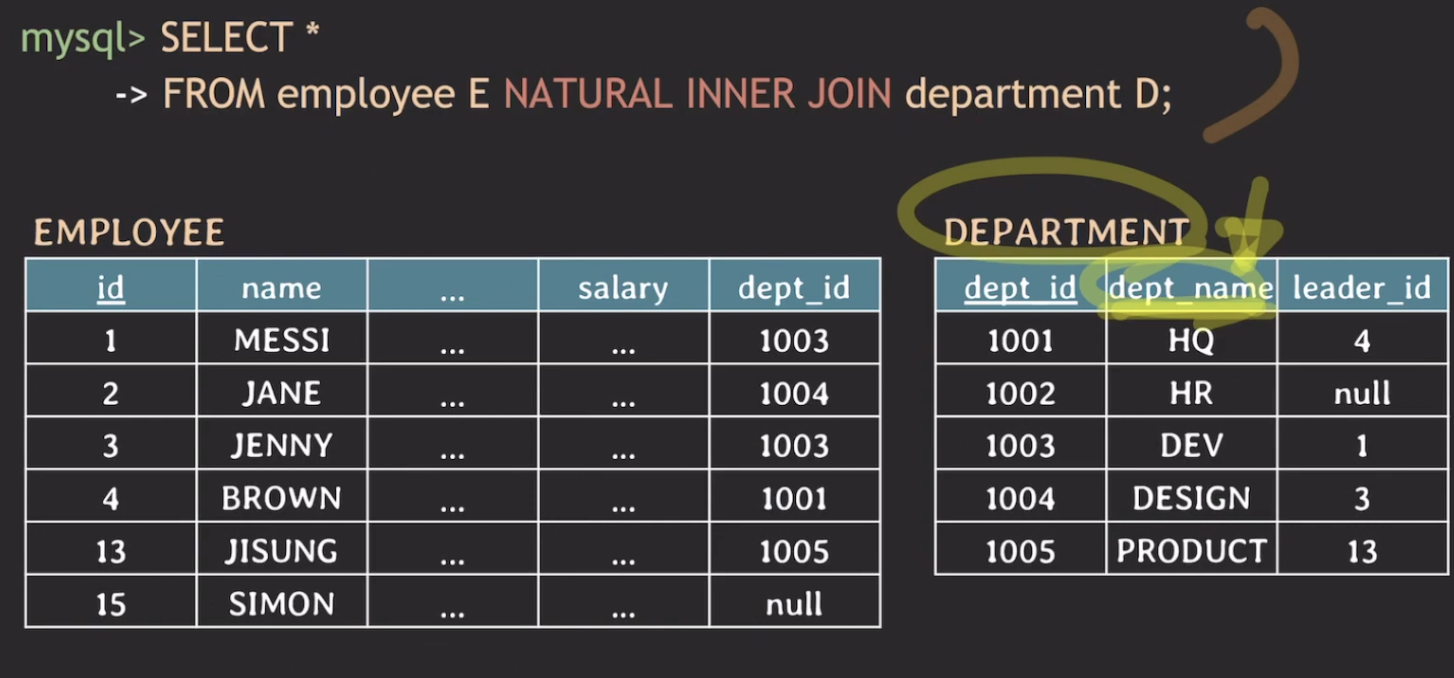 mysql> SELECT *
-> FROM employee E NATURAL INNER JOIN department D;
EMPLOYEE
id name ... salary dept_id
1 MESSI ... ... 1003
2 JANE ... ... 1004
3 JENNY ... ... 1003
4 BROWN ... ... 1001
13 JISUNG ... ... 1005
15 SIMON ... ... null
DEPARTMENT
dept_id dept_name leader_id
1001 HQ 4
1002 HR null
1003 DEV 1
1004 DESIGN 3
1005 PRODUCT 13